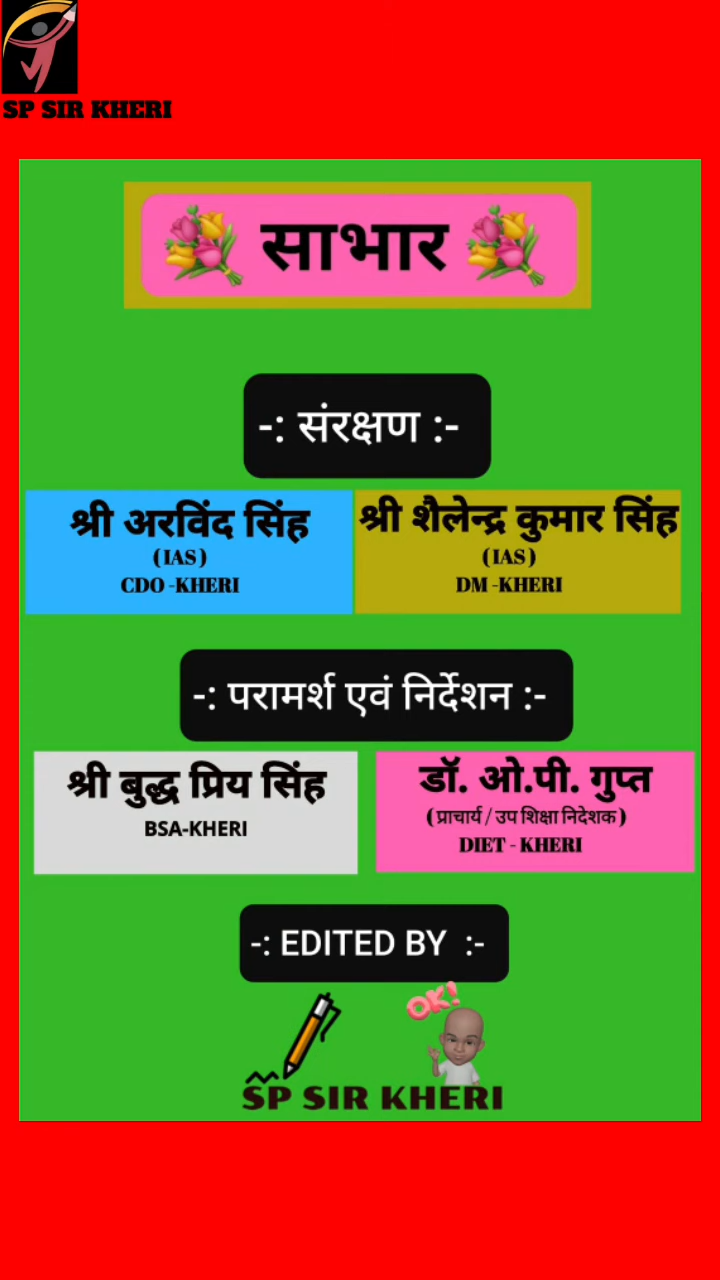 SP SIR KHERI
साभार
-: संरक्षण :-
श्री अरविंद सिंह
( IAS )
CDO -KHERI
श्री शैलेन्द्र कुमार सिंह
( IAS )
DM -KHERI
-: परामर्श एवं निर्देशन :-
श्री बुद्ध प्रिय सिंह
BSA-KHERI
डॉ. ओ.पी. गुप्त
( प्राचार्य / उप शिक्षा निदेशक )
DIET - KHERI
-: EDITED BY :-
OK!
SP SIR KHERI